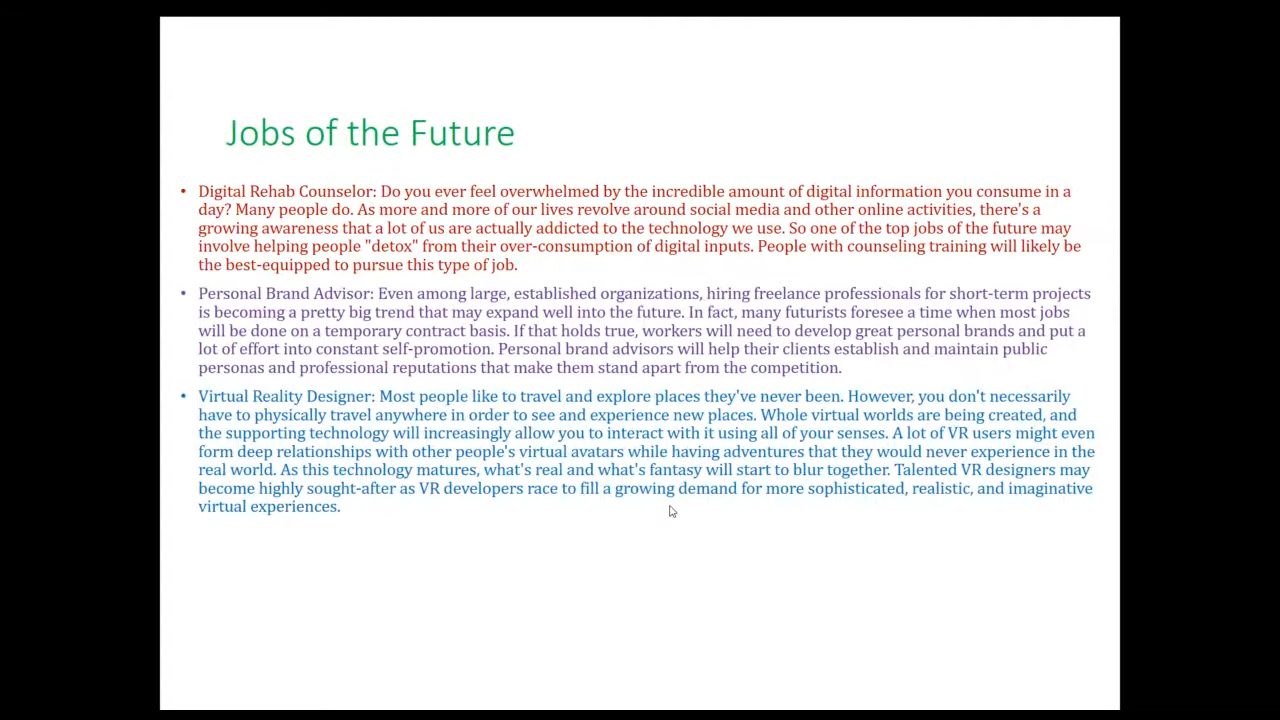 Jobs of the Future
• Digital Rehab Counselor: Do you ever feel overwhelmed by the incredible amount of digital information you consume in a
day? Many people do. As more and more of our lives revolve around social media and other online activities, there's a
growing awareness that a lot of us are actually addicted to the technology we use. So one of the top jobs of the future may
involve helping people "detox" from their over-consumption of digital inputs. People with counseling training will likely be
the best-equipped to pursue this type of job.
• Personal Brand Advisor: Even among large, established organizations, hiring freelance professionals for short-term projects
is becoming a pretty big trend that may expand well into the future. In fact, many futurists foresee a time when most jobs
will be done on a temporary contract basis. If that holds true, workers will need to develop great personal brands and put a
lot of effort into constant self-promotion. Personal brand advisors will help their clients establish and maintain public
personas and professional reputations that make them stand apart from the competition.
• Virtual Reality Designer: Most people like to travel and explore places they've never been. However, you don't necessarily
have to physically travel anywhere in order to see and experience new places. Whole virtual worlds are being created, and
the supporting technology will increasingly allow you to interact with it using all of your senses. A lot of VR users might even
form deep relationships with other people's virtual avatars while having adventures that they would never experience in the
real world. As this technology matures, what's real and what's fantasy will start to blur together. Talented VR designers may
become highly sought-after as VR developers race to fill a growing demand for more sophisticated, realistic, and imaginative
virtual experiences.